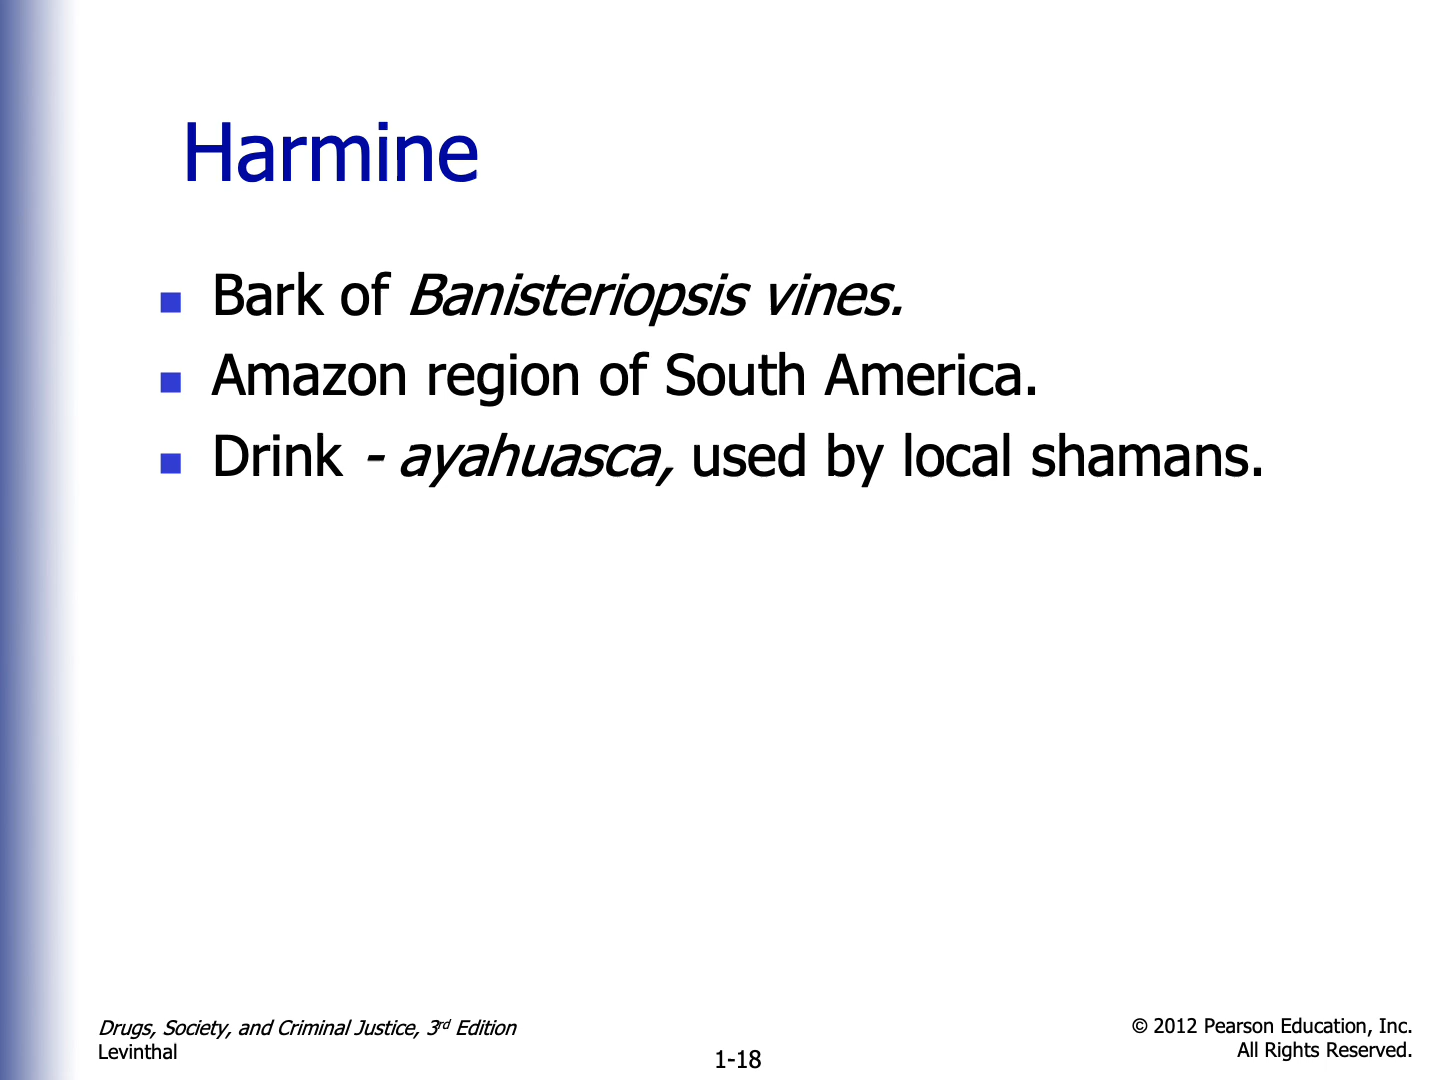 Harmine
Bark of Banisteriopsis vines.
Amazon region of South America.
Drink - ayahuasca, used by local shamans.
Drugs, Society, and Criminal Justice, 3rd Edition
Levinthal
1-18
© 2012 Pearson Education, Inc.
All Rights Reserved.